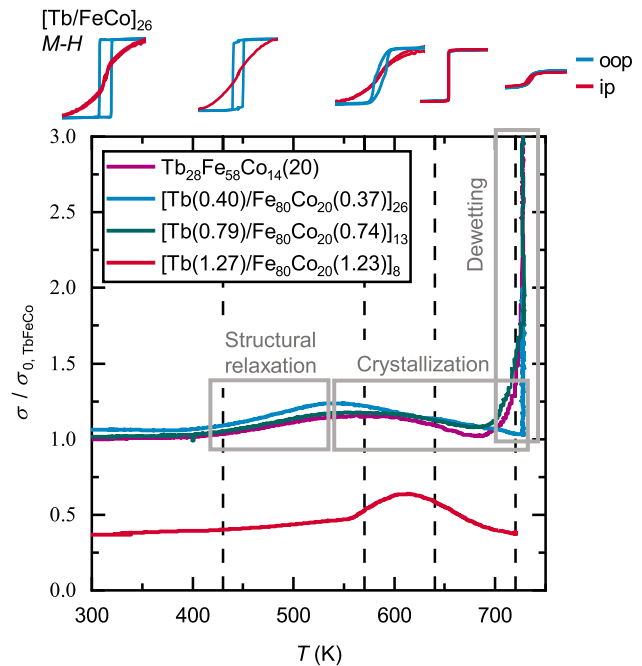 [Tb/FeCo]26
M-H
oop
ip
3.0
2.5
2.0
1.5
1.0
0.5
0.0
σ / σ0, TbFeCo
Tb28Fe58Co14(20)
[Tb(0.40)/Fe80Co20(0.37)]26
[Tb(0.79)/Fe80Co20(0.74)]13
[Tb(1.27)/Fe80Co20(1.23)]8
Dewetting
Structural
relaxation
Crystallization
300 400 500 600 700
T (K)